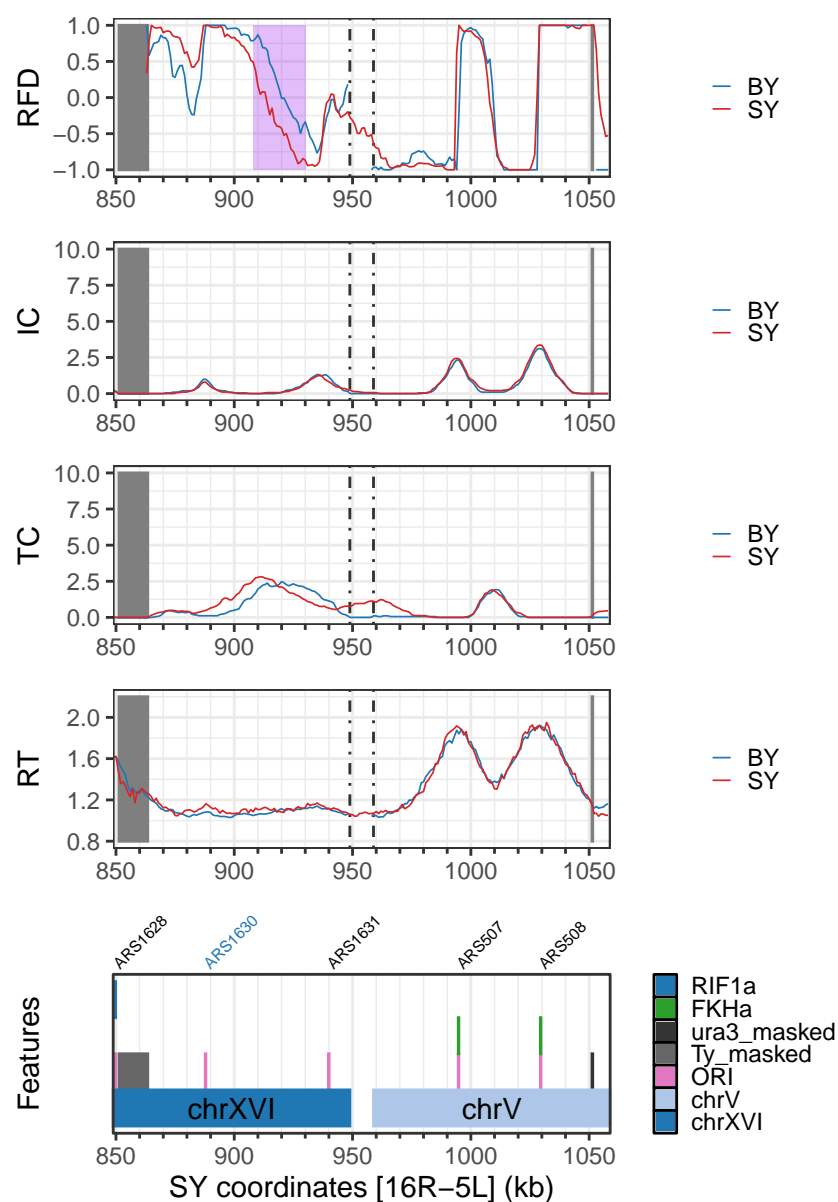 RFD
1.0
0.5
0.0
−0.5
−1.0
850 900 950 1000 1050
BY
SY
IC
10.0
7.5
5.0
2.5
0.0
850 900 950 1000 1050
BY
SY
TC
10.0
7.5
5.0
2.5
0.0
850 900 950 1000 1050
BY
SY
RT
2.0
1.6
1.2
0.8
850 900 950 1000 1050
BY
SY
ARS1628 ARS1630 ARS1631 ARS507 ARS508
Features
chrXVI chrV
850 900 950 1000 1050
SY coordinates [16R−5L] (kb)
RIF1a
FKHa
ura3_masked
Ty_masked
ORI
chrV
chrXVI